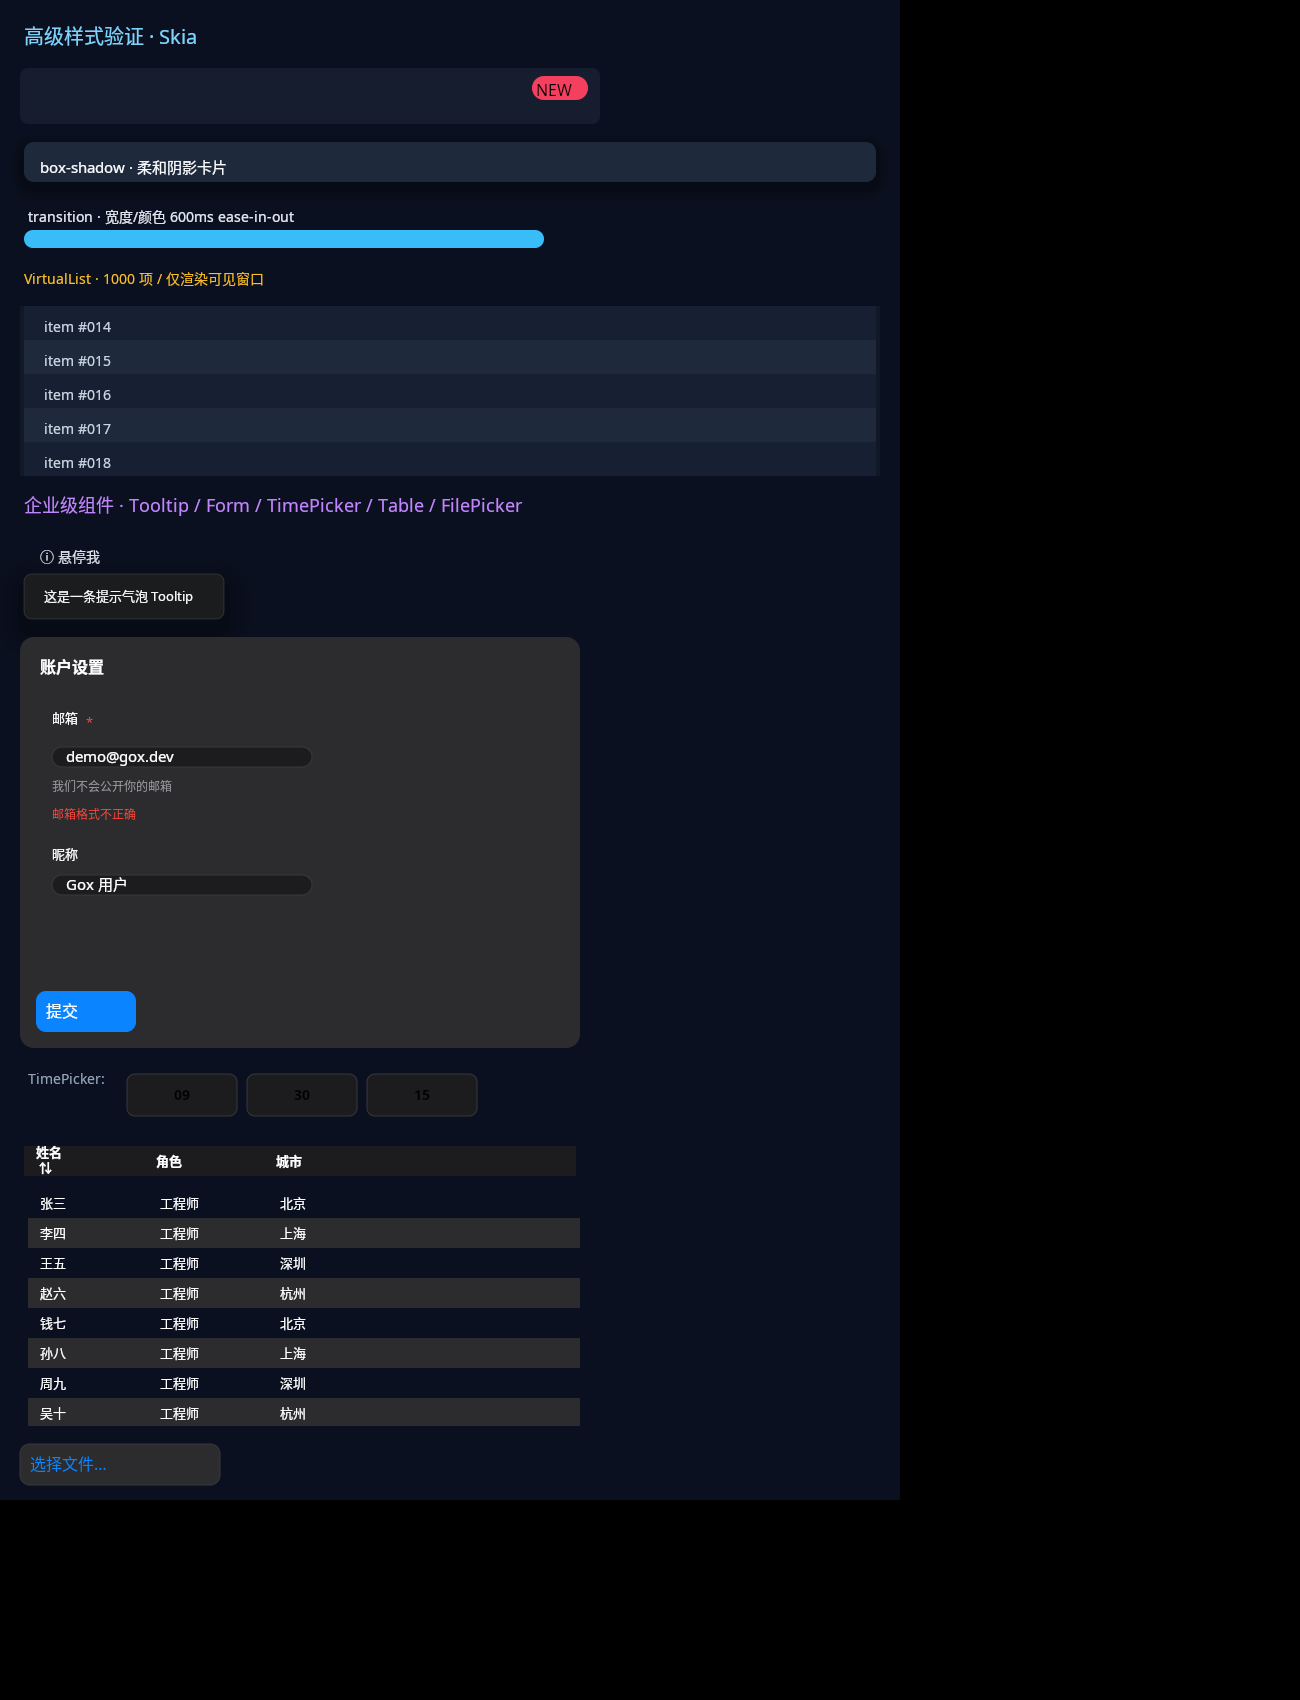 高级样式验证 · Skia
NEW
box-shadow · 柔和阴影卡片
transition · 宽度/颜色 600ms ease-in-out
VirtualList · 1000 项 / 仅渲染可见窗口
item #014
item #015
item #016
item #017
item #018
企业级组件 · Tooltip / Form / TimePicker / Table / FilePicker
ⓘ 悬停我
这是一条提示气泡 Tooltip
账户设置
邮箱 *
demo@gox.dev
我们不会公开你的邮箱
邮箱格式不正确
昵称
Gox 用户
提交
TimePicker: 09 30 15
姓名 ⇅ 角色 城市
张三 工程师 北京
李四 工程师 上海
王五 工程师 深圳
赵六 工程师 杭州
钱七 工程师 北京
孙八 工程师 上海
周九 工程师 深圳
吴十 工程师 杭州
选择文件...